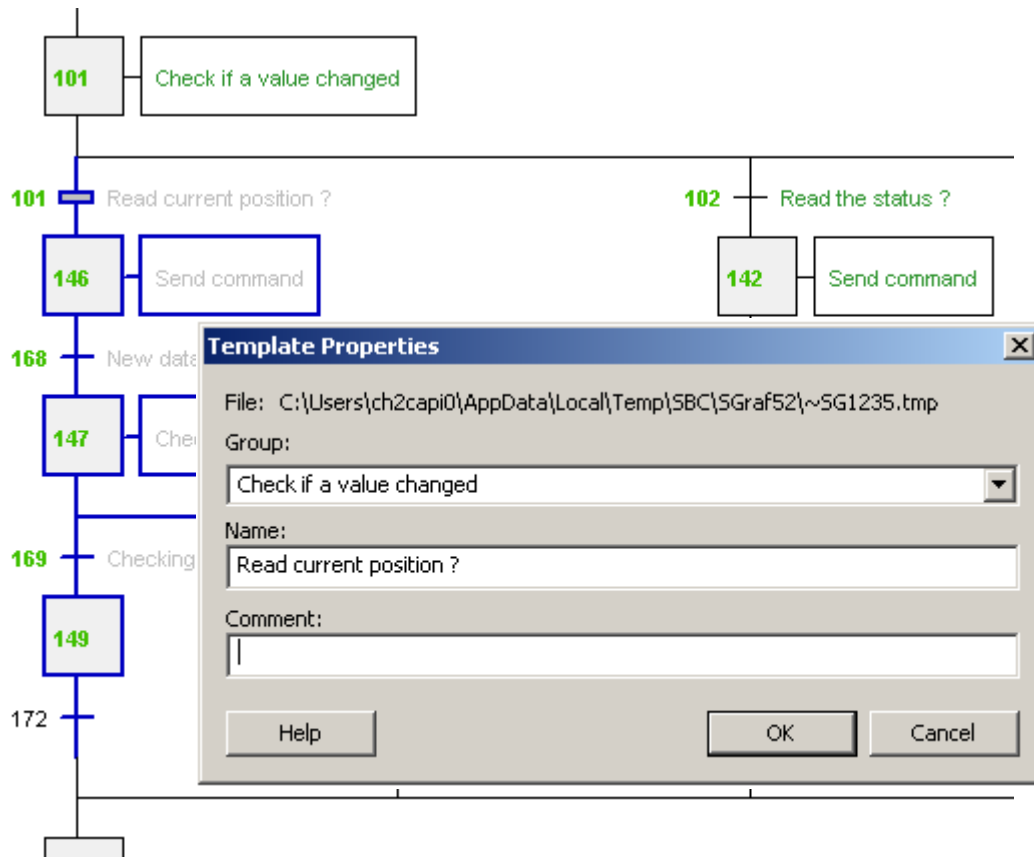 101 Check if a value changed
101 Read current position ? 102 Read the status ?
146 Send command 142 Send command
Template Properties
168 New data
File: C:\Users\ch2capi0\AppData\Local\Temp\SBC\SGraf52\~SG1235.tmp
147
Group:
Check if a value changed
Name:
169 Checking
Read current position ?
Comment:
149
172
Help OK Cancel